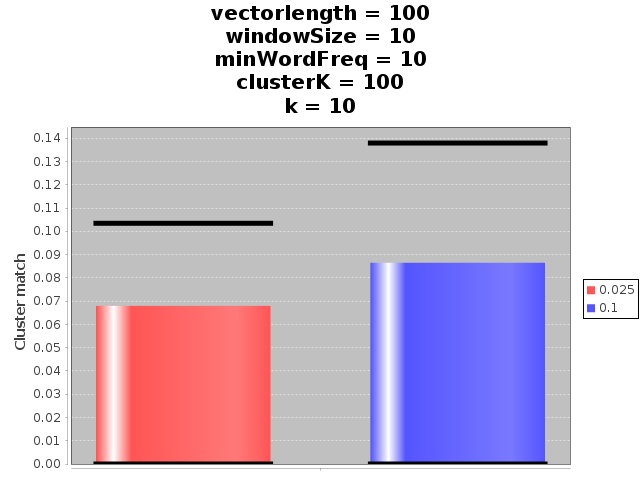 vectorlength = 100
windowSize = 10
minWordFreq = 10
clusterK = 100
k = 10
0.14
0.13
0.12
0.11
0.10
0.09
0.08
0.07
0.06
0.05
0.04
0.03
0.02
0.01
0.00
Cluster match
0.025
0.1